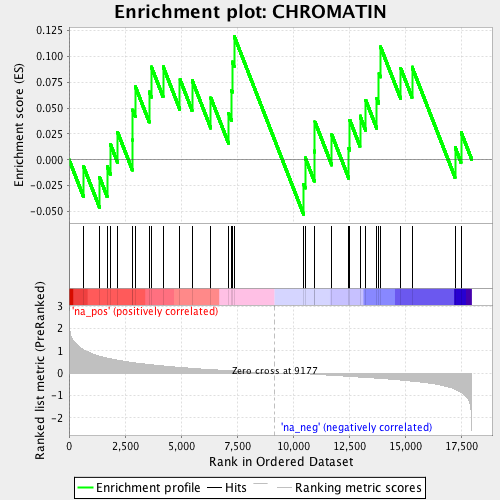 Enrichment plot: CHROMATIN
Enrichment score (ES)
0.125
0.100
0.075
0.050
0.025
0.000
-0.025
-0.050
Ranked list metric (PreRanked)
3
2
1
0
-1
-2
'na_pos' (positively correlated)
Zero cross at 9177
'na_neg' (negatively correlated)
0
2,500
5,000
7,500
10,000
12,500
15,000
17,500
Rank in Ordered Dataset
Enrichment profile
Hits
Ranking metric scores